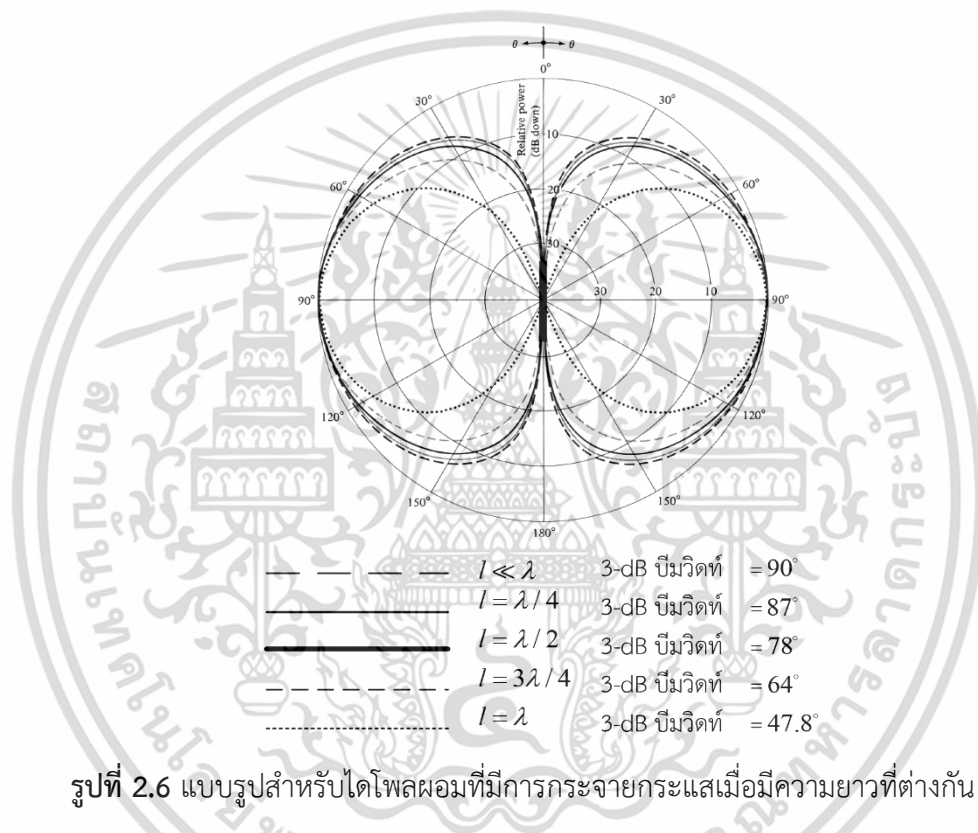 θ θ
0°
30° 30°
Relative power
(dB down)
10
60° 60°
20
30
90° 30 20 10 90°
120° 120°
150° 150°
180°
l ≪ λ 3-dB บีมวิดท์ = 90°
l = λ/4 3-dB บีมวิดท์ = 87°
l = λ/2 3-dB บีมวิดท์ = 78°
l = 3λ/4 3-dB บีมวิดท์ = 64°
l = λ 3-dB บีมวิดท์ = 47.8°
รูปที่ 2.6 แบบรูปสำหรับไดโพลผอมที่มีการกระจายกระแสเมื่อมีความยาวที่ต่างกัน